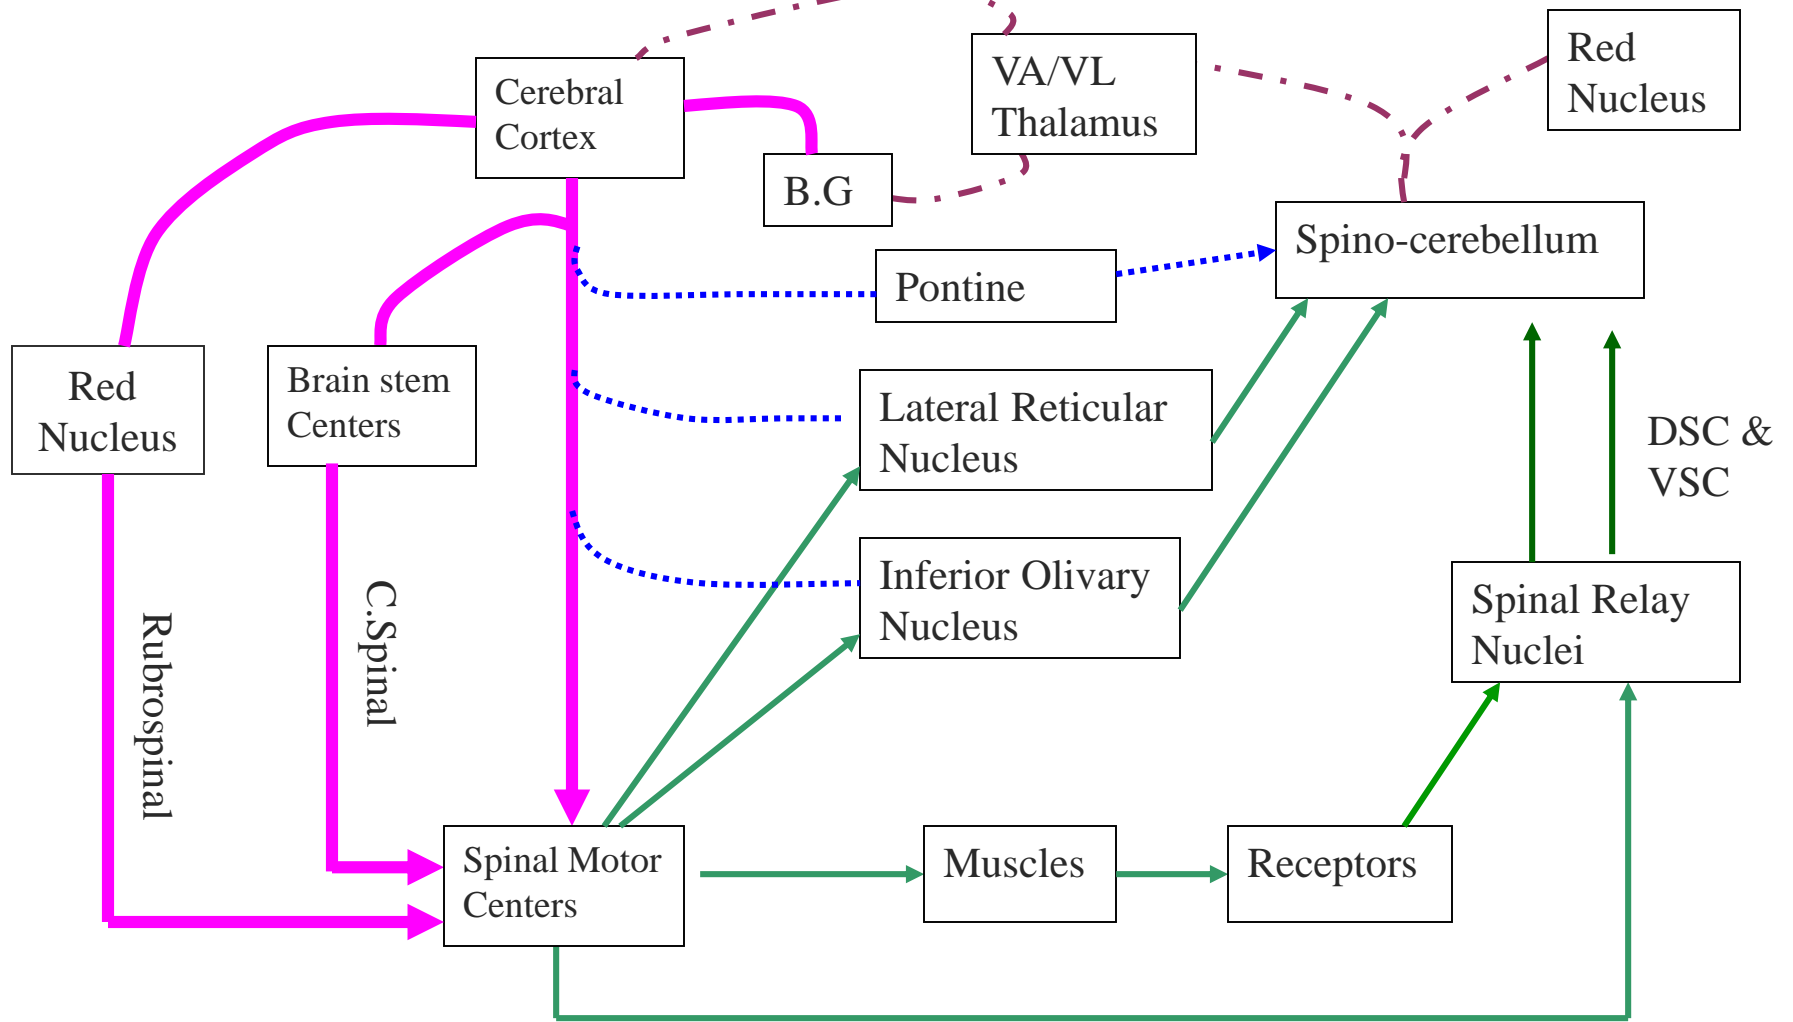 Cerebral
Cortex
VA/VL
Thalamus
Red
Nucleus
B.G
Spino-cerebellum
Pontine
Red
Nucleus
Brain stem
Centers
Lateral Reticular
Nucleus
DSC &
VSC
Inferior Olivary
Nucleus
Spinal Relay
Nuclei
Rubrospinal
C.Spinal
Spinal Motor
Centers
Muscles
Receptors